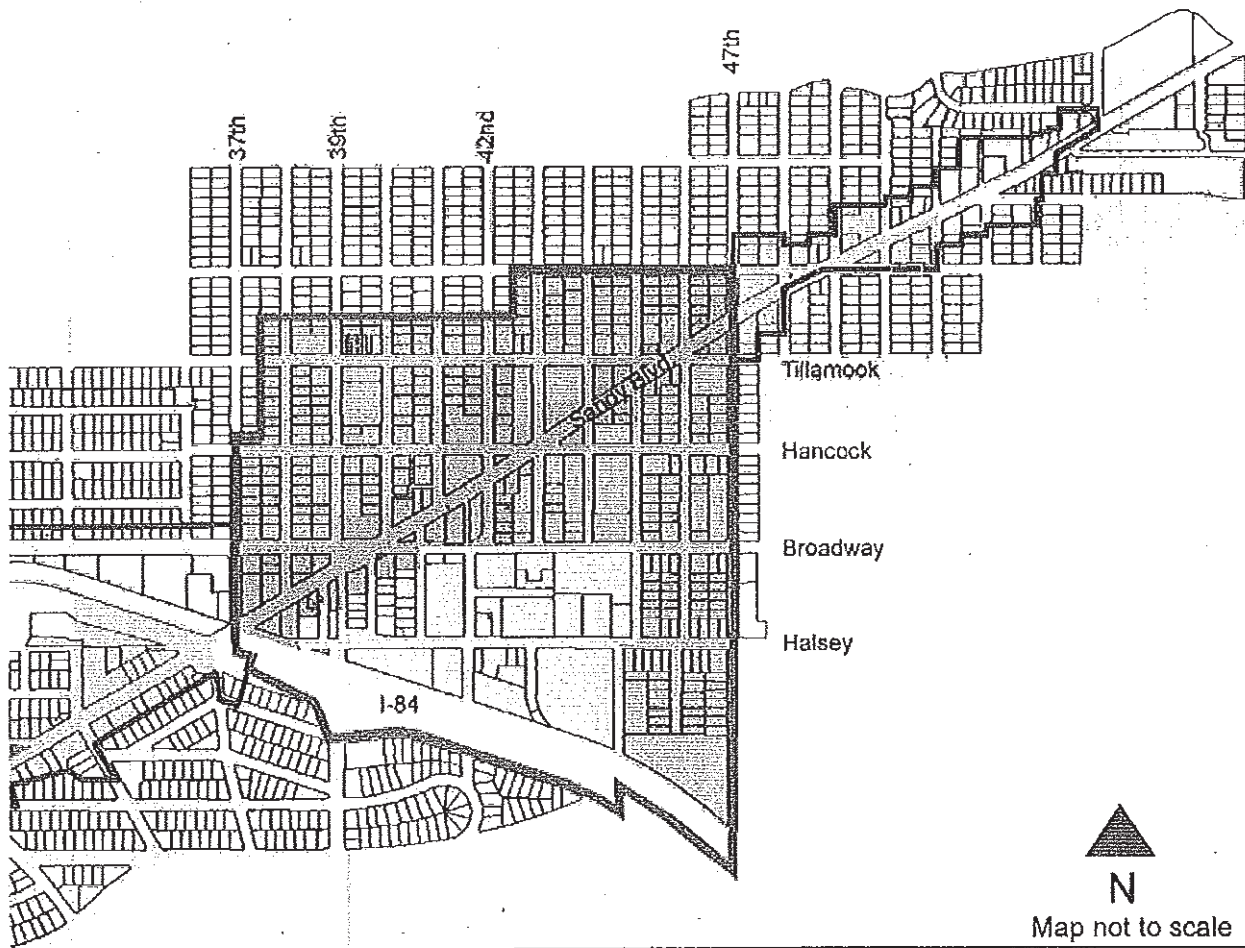 47th
37th
39th
42nd
Sandy Blvd
Tillamook
Hancock
Broadway
Halsey
I-84
N
Map not to scale